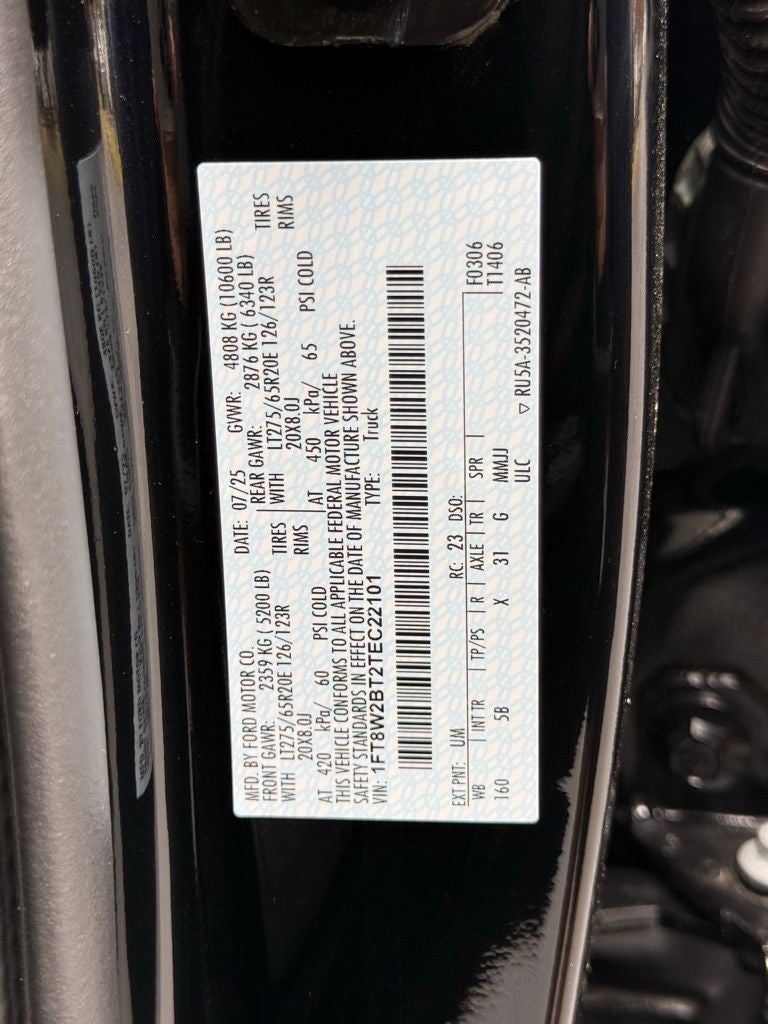 MFD. BY FORD MOTOR CO. DATE: 07/25 GVWR: 4808 KG (10600 LB)
FRONT GAWR: 2359 KG ( 5200 LB) REAR GAWR: 2876 KG ( 6340 LB)
WITH LT275/65R20E 126/123R TIRES WITH LT275/65R20E 126/123R TIRES
20X8.0J RIMS 20X8.0J RIMS
AT 420 kPa/ 60 PSI COLD AT 450 kPa/ 65 PSI COLD
THIS VEHICLE CONFORMS TO ALL APPLICABLE FEDERAL MOTOR VEHICLE
SAFETY STANDARDS IN EFFECT ON THE DATE OF MANUFACTURE SHOWN ABOVE.
VIN: 1FT8W2BT2TEC22101 TYPE: Truck
EXT PNT: UM RC: 23 DSO: F0306
WB INT TR TP/PS R AXLE TR SPR T1406
160 5B X 31 G MMJJ
ULC ▽ RU5A-3520472-AB